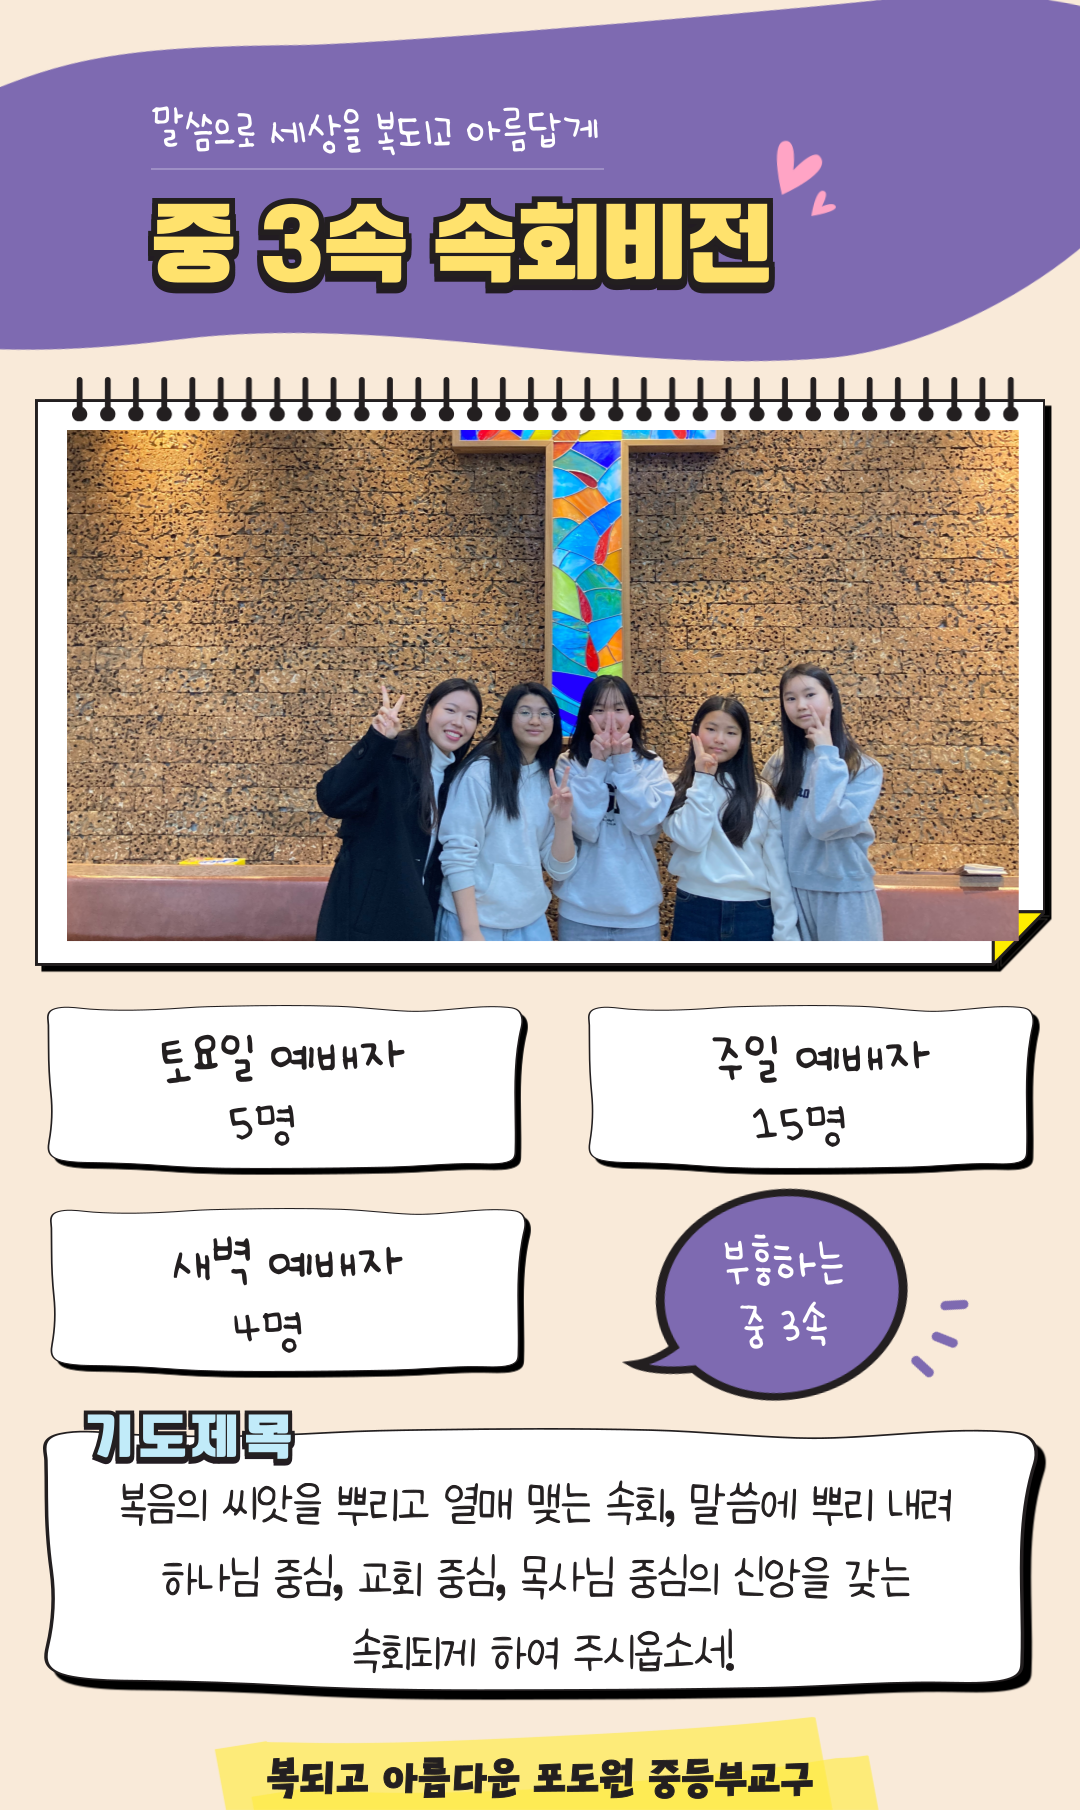 말씀으로 세상을 복되고 아름답게
중 3속 속회비전
토요일 예배자
5명
주일 예배자
15명
새벽 예배자
4명
부흥하는
중 3속
기도제목
복음의 씨앗을 뿌리고 열매 맺는 속회, 말씀에 뿌리 내려
하나님 중심, 교회 중심, 목사님 중심의 신앙을 갖는
속회되게 하여 주시옵소서!
복되고 아름다운 포도원 중등부교구